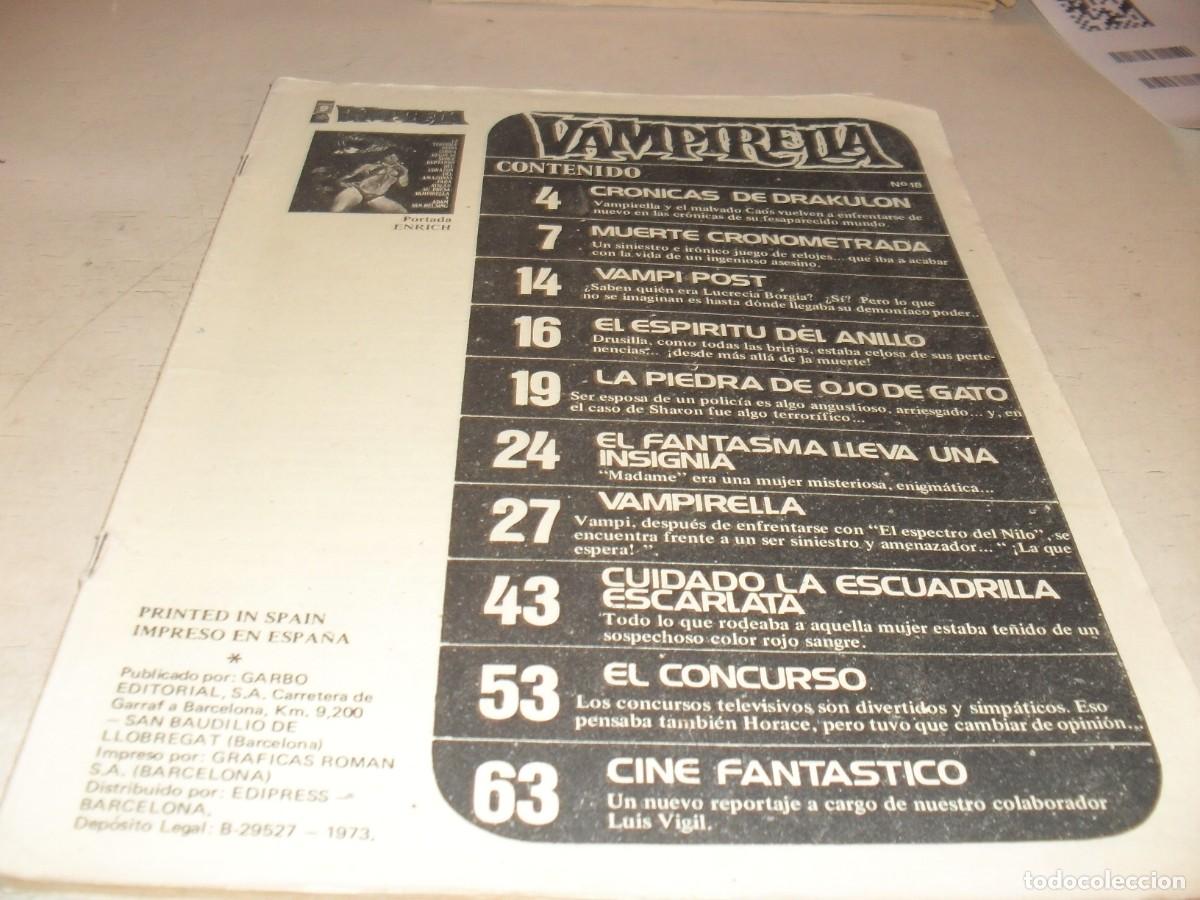 VAMPIRELLA
Portada
ENRICH
PRINTED IN SPAIN
IMPRESO EN ESPAÑA
*
Publicado por: GARBO
EDITORIAL, S.A. Carretera de
Garraf a Barcelona, Km. 9,200
— SAN BAUDILIO DE
LLOBREGAT (Barcelona)
Impreso por: GRAFICAS ROMAN
S.A. (BARCELONA)
Distribuido por: EDIPRESS —
BARCELONA.
Depósito Legal: B-29527 — 1973.
VAMPIRELLA
CONTENIDO
Nº 18
4 CRONICAS DE DRAKULON
Vampirella y el malvado Caos vuelven a enfrentarse de
nuevo en las crónicas de su fesaparecido mundo.
7 MUERTE CRONOMETRADA
Un siniestro e irónico juego de relojes... que iba a acabar
con la vida de un ingenioso asesino.
14 VAMPI POST
¿Saben quién era Lucrecia Borgia? ¿Sí? Pero lo que
no se imaginan es hasta dónde llegaba su demoníaco poder..
16 EL ESPIRITU DEL ANILLO
Drusilla, como todas las brujas, estaba celosa de sus perte-
nencias... ¡desde más allá de la muerte!
19 LA PIEDRA DE OJO DE GATO
Ser esposa de un policía es algo angustioso, arriesgado... y, en
el caso de Sharon fue algo terrorífico...
24 EL FANTASMA LLEVA UNA
INSIGNIA
"Madame" era una mujer misteriosa, enigmática...
27 VAMPIRELLA
Vampi, después de enfrentarse con "El espectro del Nilo", se
encuentra frente a un ser siniestro y amenazador..." ¡La que
espera! ".
43 CUIDADO LA ESCUADRILLA
ESCARLATA
Todo lo que rodeaba a aquella mujer estaba teñido de un
sospechoso color rojo sangre.
53 EL CONCURSO
Los concursos televisivos son divertidos y simpáticos. Eso
pensaba también Horace, pero tuvo que cambiar de opinión...
63 CINE FANTASTICO
Un nuevo reportaje a cargo de nuestro colaborador
Luis Vigil.
todocoleccion